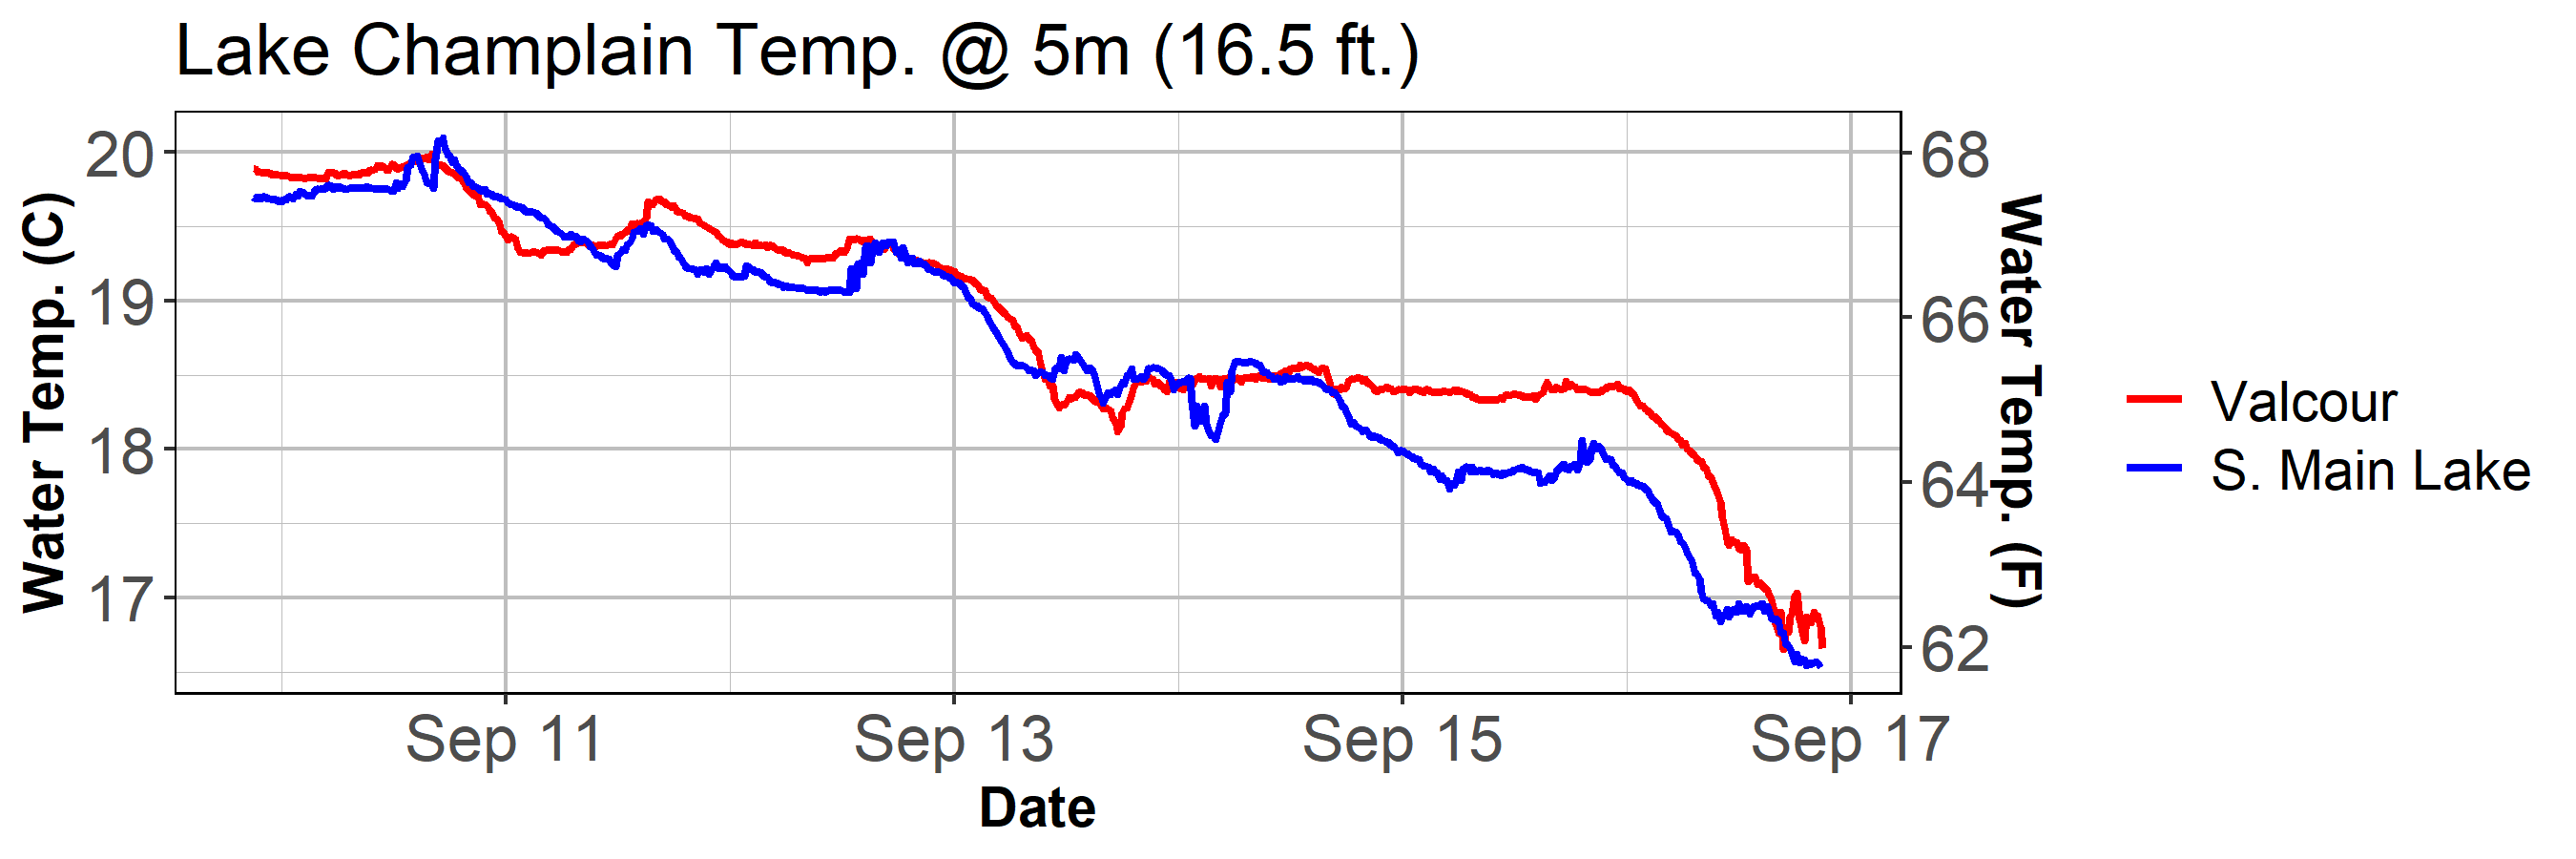 Lake Champlain Temp. @ 5m (16.5 ft.)
Water Temp. (C)
20
19
18
17
68
66
64
62
Water Temp. (F)
Sep 11
Sep 13
Sep 15
Sep 17
Date
Valcour
S. Main Lake